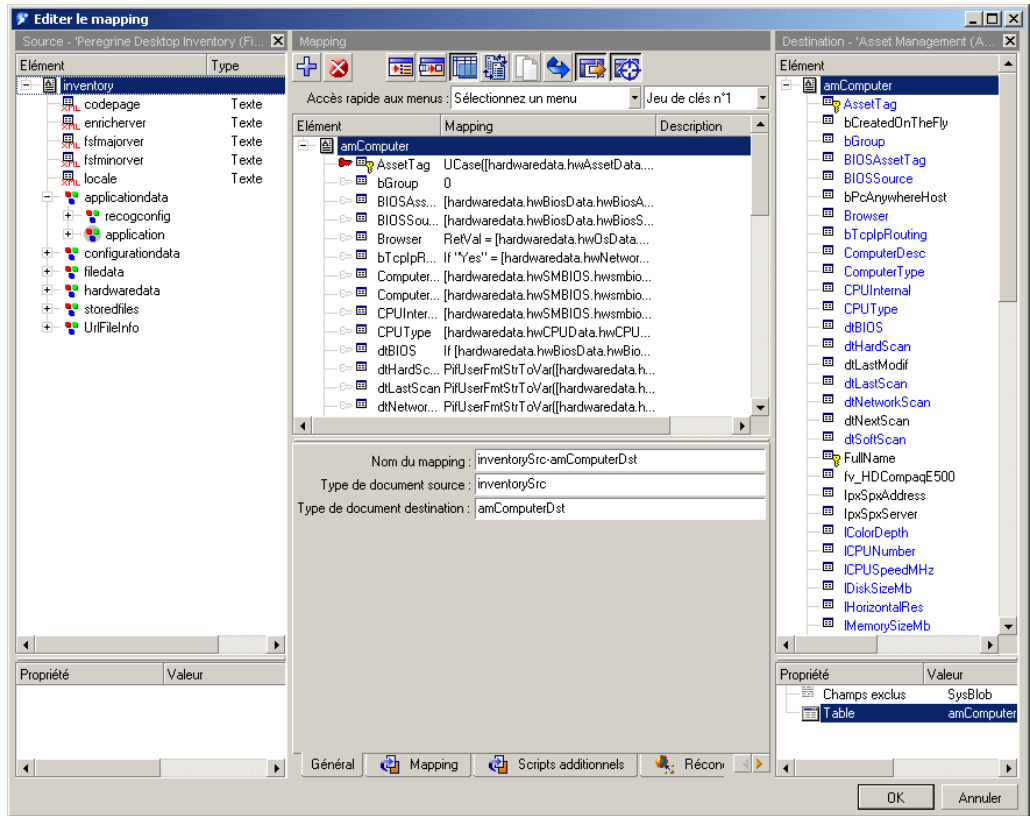 Editer le mapping
Source - 'Peregrine Desktop Inventory (Fi...
Elément Type
inventory
codepage Texte
enricherver Texte
fsfmajorver Texte
fsfminorver Texte
locale Texte
applicationdata
recogconfig
application
configurationdata
filedata
hardwaredata
storedfiles
UrlFileInfo
Propriété Valeur
Mapping
Accès rapide aux menus : Sélectionnez un menu Jeu de clés n°1
Elément Mapping Description
amComputer
AssetTag UCase([hardwaredata.hwAssetData....
bGroup 0
BIOSAss... [hardwaredata.hwBiosData.hwBiosA...
BIOSSou... [hardwaredata.hwBiosData.hwBiosS...
Browser RetVal = [hardwaredata.hwOsData....
bTcpIpR... If "Yes" = [hardwaredata.hwNetwor...
Computer... [hardwaredata.hwSMBIOS.hwsmbio...
Computer... [hardwaredata.hwSMBIOS.hwsmbio...
CPUInter... [hardwaredata.hwSMBIOS.hwsmbio...
CPUType [hardwaredata.hwCPUData.hwCPU...
dtBIOS If [hardwaredata.hwBiosData.hwBio...
dtHardSc... PifUserFmtStrToVar([hardwaredata.h...
dtLastScan PifUserFmtStrToVar([hardwaredata.h...
dtNetwor... PifUserFmtStrToVar([hardwaredata.h...
Nom du mapping : inventorySrc-amComputerDst
Type de document source : inventorySrc
Type de document destination : amComputerDst
Général Mapping Scripts additionnels Récon
Destination - 'Asset Management (A...
Elément
amComputer
AssetTag
bCreatedOnTheFly
bGroup
BIOSAssetTag
BIOSSource
bPcAnywhereHost
Browser
bTcpIpRouting
ComputerDesc
ComputerType
CPUInternal
CPUType
dtBIOS
dtHardScan
dtLastModif
dtLastScan
dtNetworkScan
dtNextScan
dtSoftScan
FullName
fv_HDCompaqE500
IpxSpxAddress
IpxSpxServer
lColorDepth
lCPUNumber
lCPUSpeedMHz
lDiskSizeMb
lHorizontalRes
lMemorySizeMb
Propriété Valeur
Champs exclus SysBlob
Table amComputer
OK Annuler